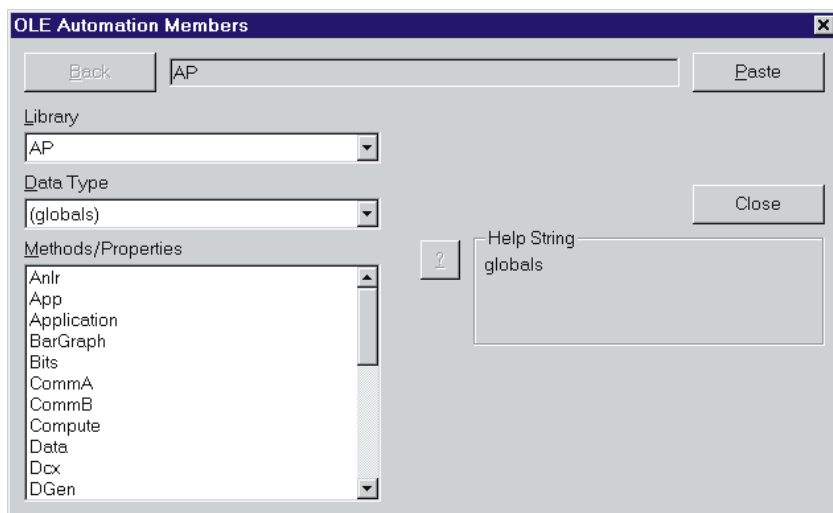 OLE Automation Members
Back
AP
Paste
Library
AP
Data Type
(globals)
Close
Methods/Properties
?
Help String
globals
Anlr
App
Application
BarGraph
Bits
CommA
CommB
Compute
Data
Dcx
DGen